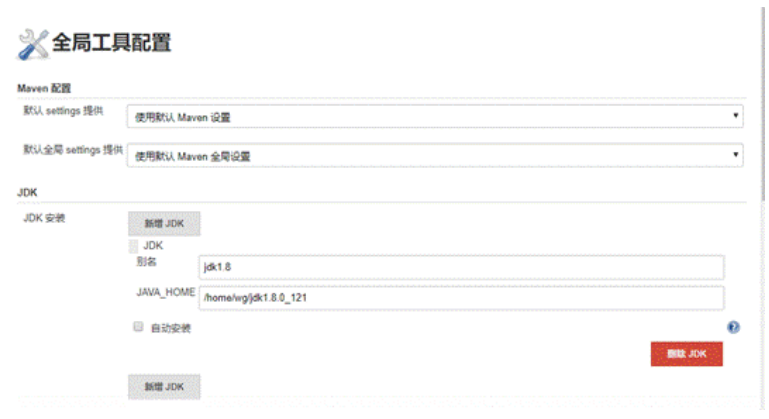 全局工具配置
Maven 配置
默认 settings 提供
使用默认 Maven 设置
默认全局 settings 提供
使用默认 Maven 全局设置
JDK
JDK 安装
新增 JDK
JDK
别名
jdk1.8
JAVA_HOME
/home/wg/jdk1.8.0_121
自动安装
删除 JDK
新增 JDK